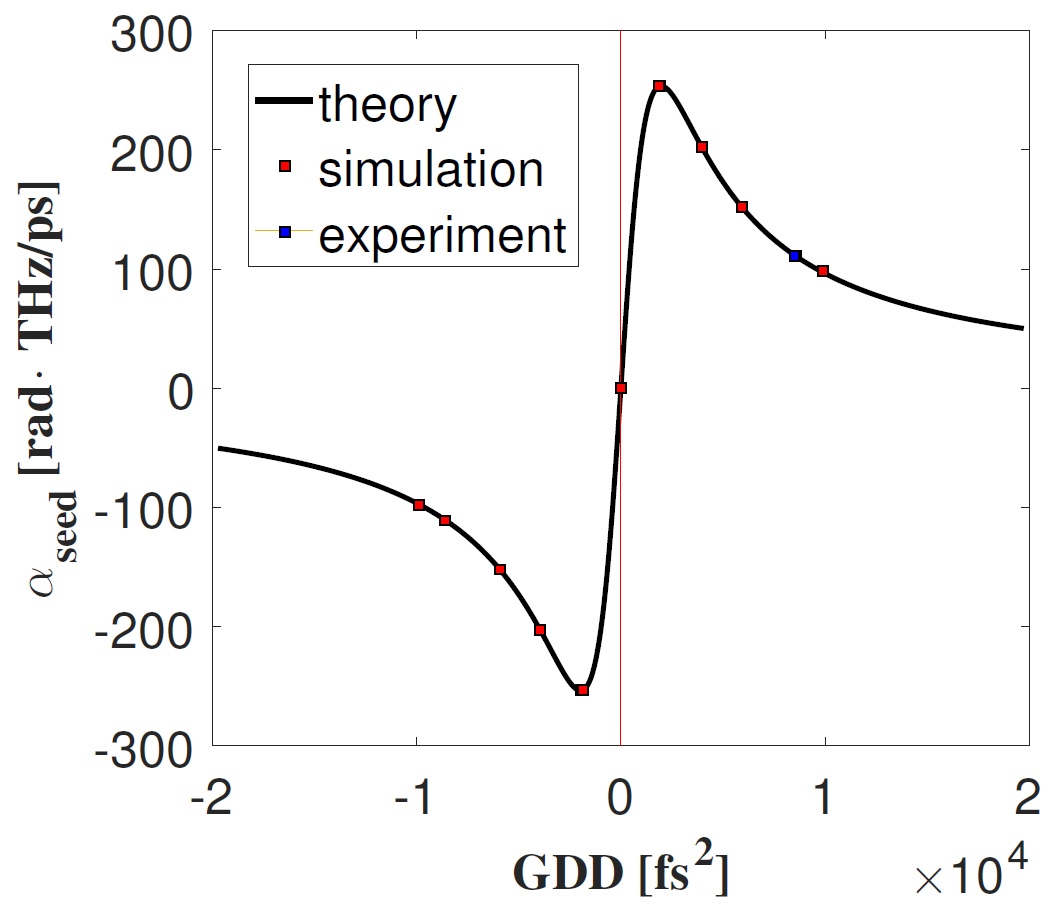 300
200
100
0
-100
-200
-300
α seed [rad· THz/ps]
theory
simulation
experiment
-2 -1 0 1 2
GDD [fs²]
×10⁴